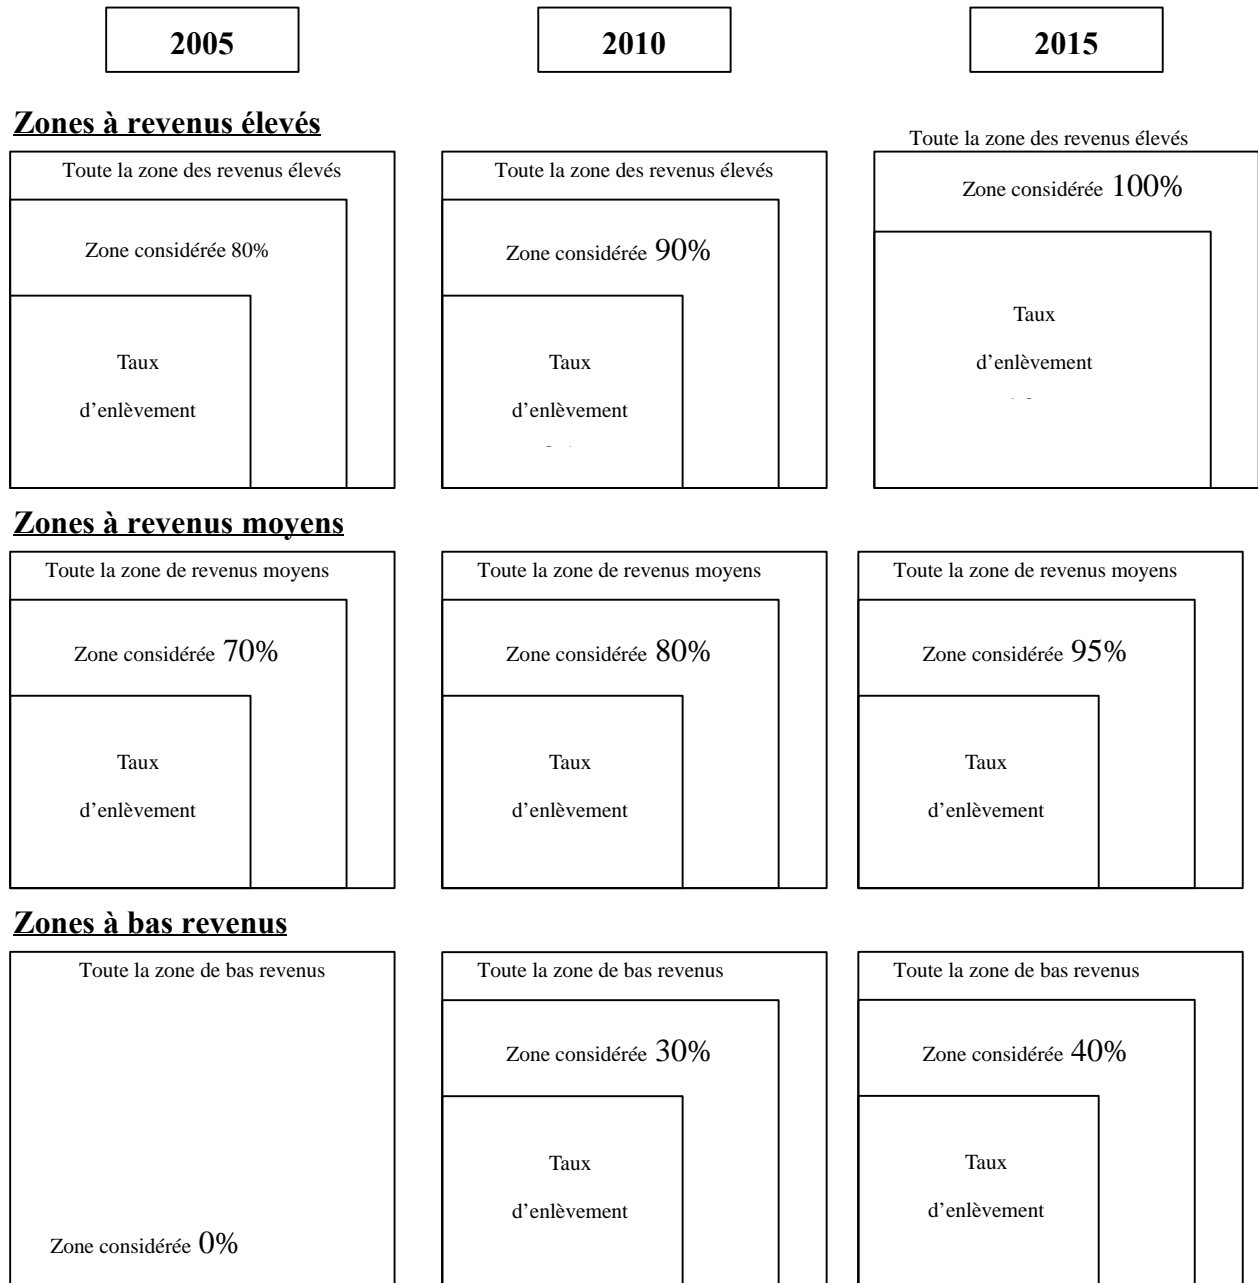 2005
2010
2015
Zones à revenus élevés
Toute la zone des revenus élevés
Zone considérée 80%
Taux
d'enlèvement
Toute la zone des revenus élevés
Zone considérée 90%
Taux
d'enlèvement
Toute la zone des revenus élevés
Zone considérée 100%
Taux
d'enlèvement
Zones à revenus moyens
Toute la zone de revenus moyens
Zone considérée 70%
Taux
d'enlèvement
Toute la zone de revenus moyens
Zone considérée 80%
Taux
d'enlèvement
Toute la zone de revenus moyens
Zone considérée 95%
Taux
d'enlèvement
Zones à bas revenus
Toute la zone de bas revenus
Zone considérée 0%
Toute la zone de bas revenus
Zone considérée 30%
Taux
d'enlèvement
Toute la zone de bas revenus
Zone considérée 40%
Taux
d'enlèvement